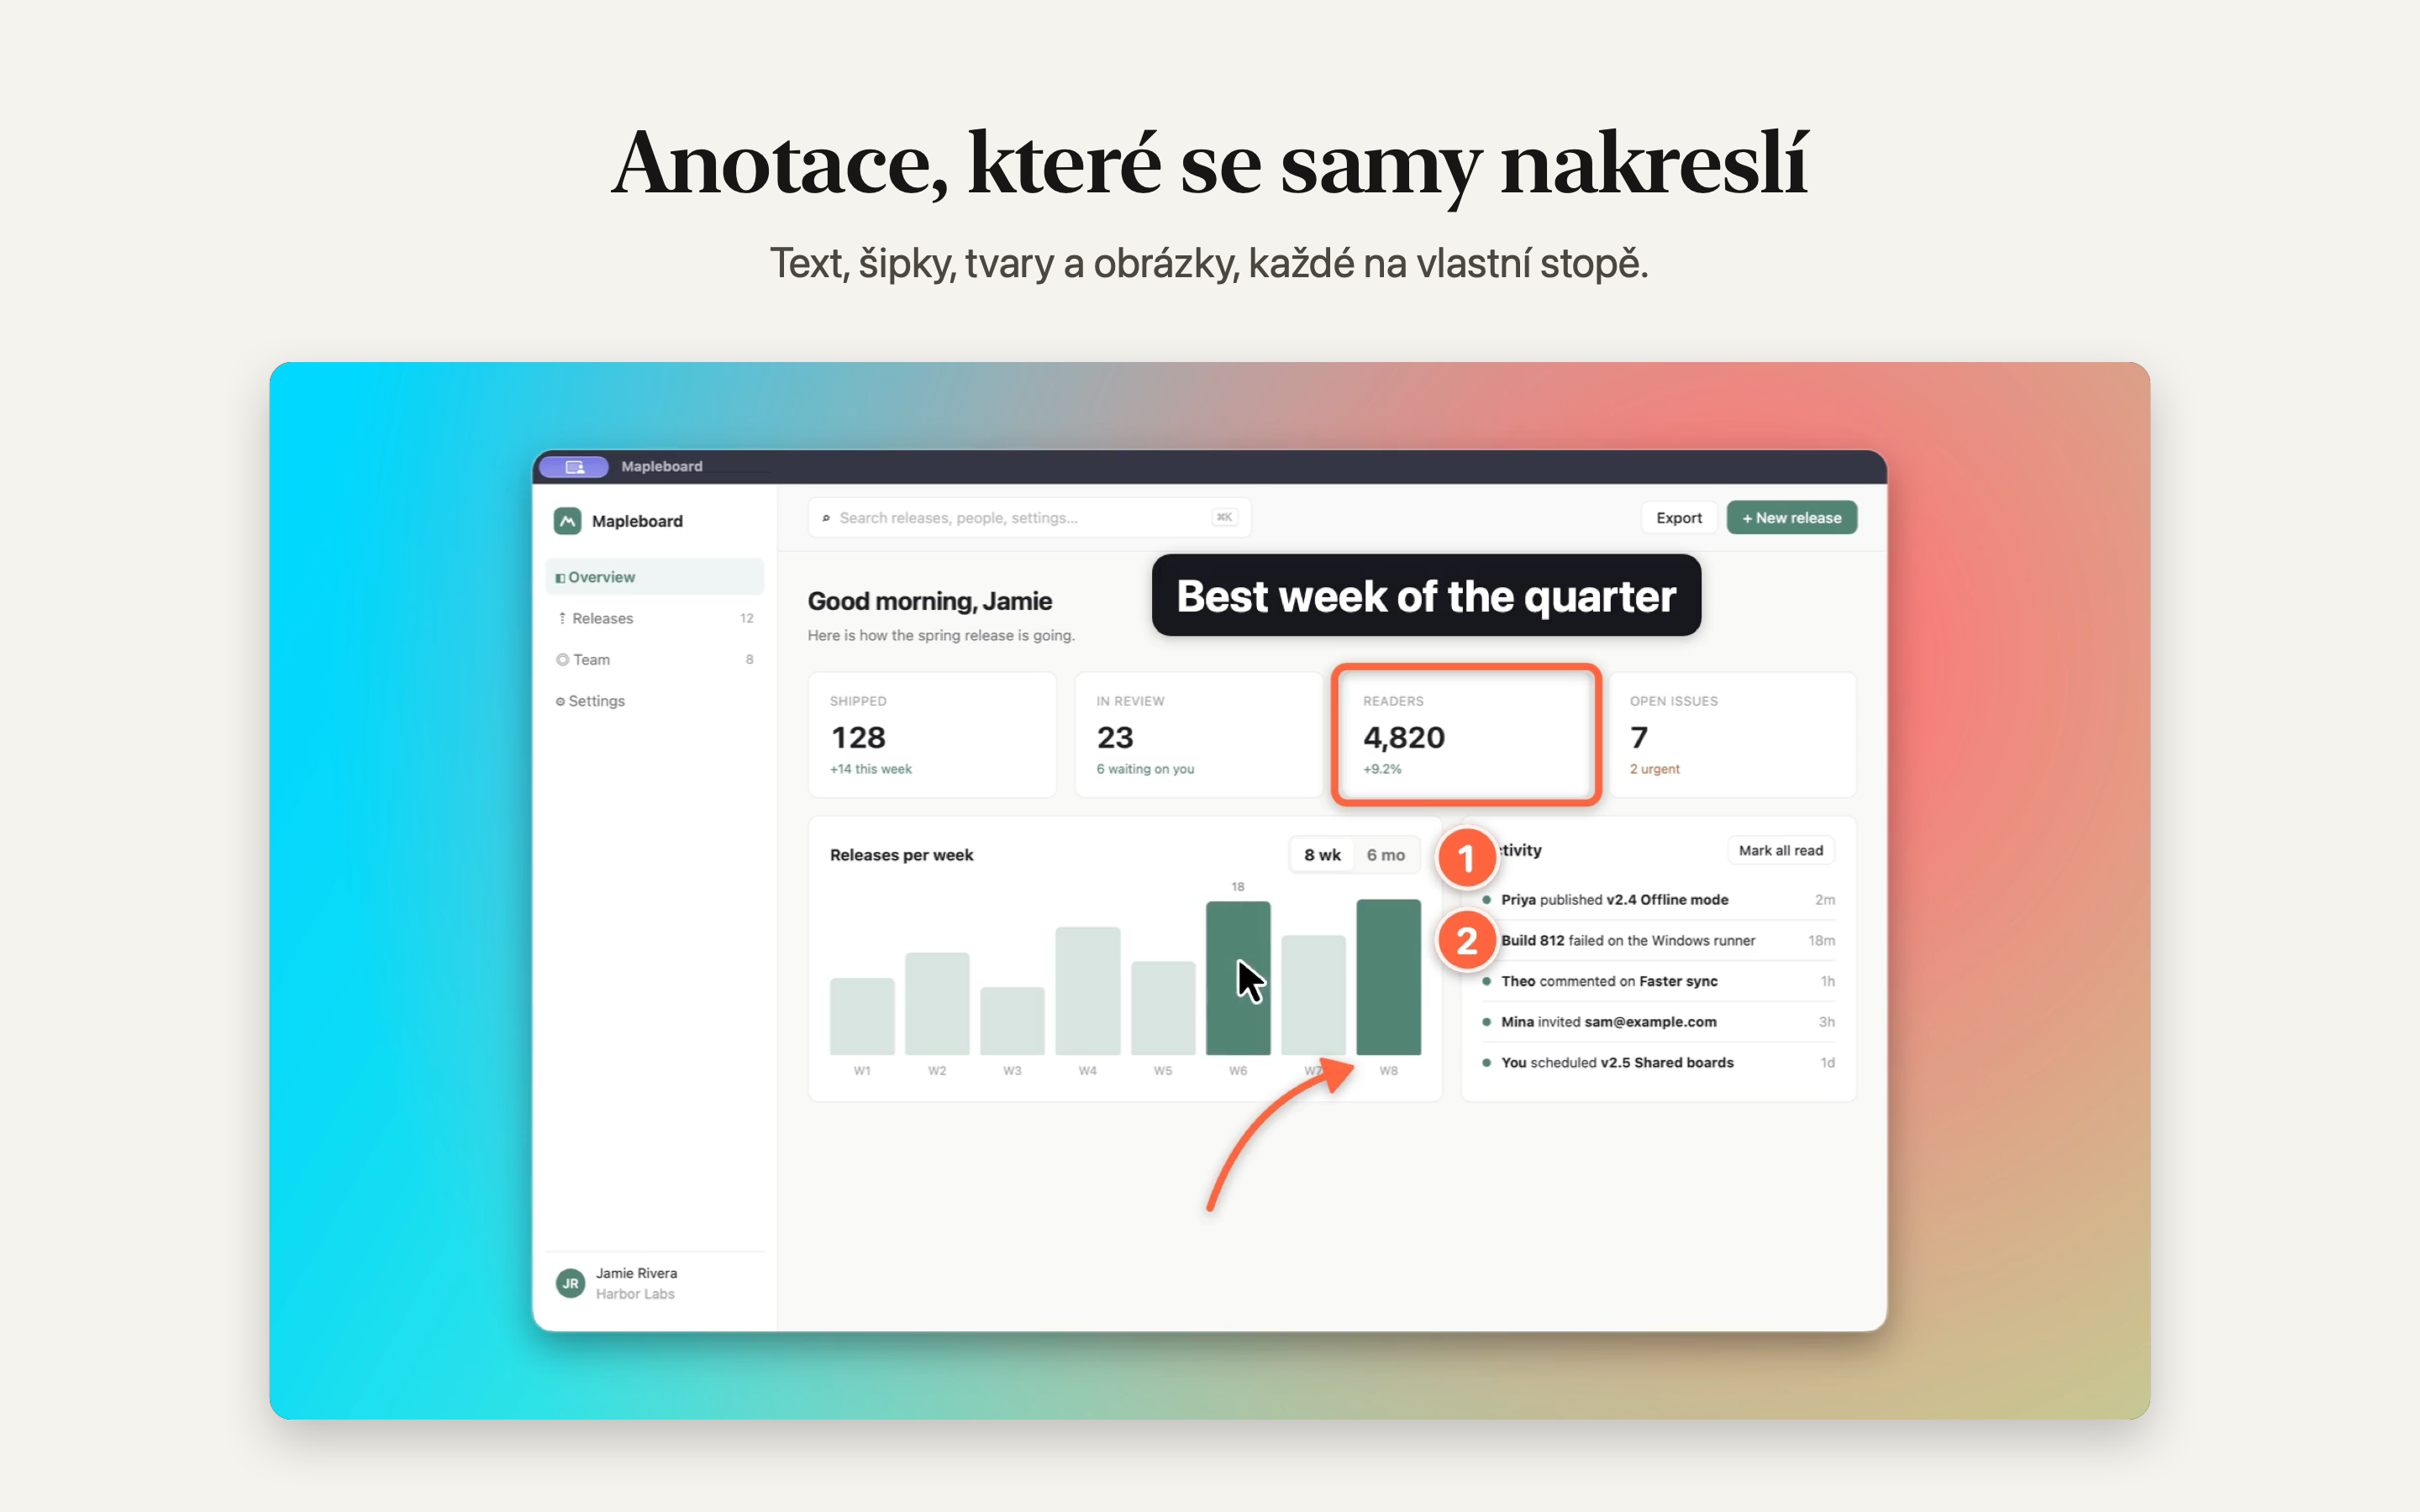 Anotace, které se samy nakreslí
Text, šipky, tvary a obrázky, každé na vlastní stopě.
Mapleboard
Mapleboard
Search releases, people, settings...
⌘K
Export
+ New release
Overview
Releases 12
Team 8
Settings
Good morning, Jamie
Here is how the spring release is going.
Best week of the quarter
SHIPPED
128
+14 this week
IN REVIEW
23
6 waiting on you
READERS
4,820
+9.2%
OPEN ISSUES
7
2 urgent
Releases per week
8 wk 6 mo
18
W1 W2 W3 W4 W5 W6 W7 W8
1
2
tivity
Mark all read
Priya published v2.4 Offline mode 2m
Build 812 failed on the Windows runner 18m
Theo commented on Faster sync 1h
Mina invited sam@example.com 3h
You scheduled v2.5 Shared boards 1d
JR
Jamie Rivera
Harbor Labs